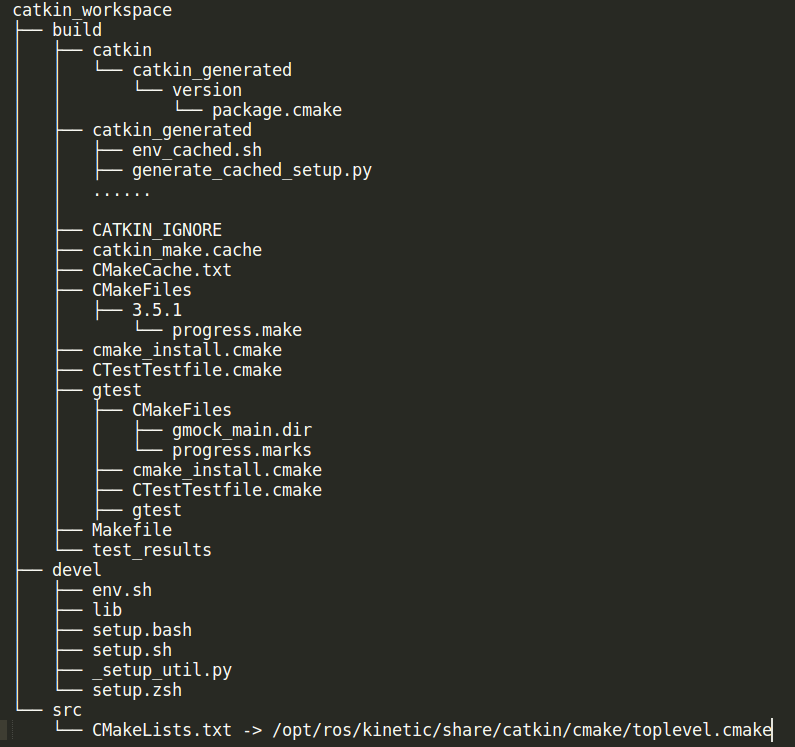 catkin_workspace
├── build
│   ├── catkin
│   │   └── catkin_generated
│   │       └── version
│   │           └── package.cmake
│   ├── catkin_generated
│   │   ├── env_cached.sh
│   │   ├── generate_cached_setup.py
│   │   ......
│   │
│   ├── CATKIN_IGNORE
│   ├── catkin_make.cache
│   ├── CMakeCache.txt
│   ├── CMakeFiles
│   │   ├── 3.5.1
│   │       └── progress.make
│   ├── cmake_install.cmake
│   ├── CTestTestfile.cmake
│   ├── gtest
│   │   ├── CMakeFiles
│   │   │   ├── gmock_main.dir
│   │   │   └── progress.marks
│   │   ├── cmake_install.cmake
│   │   ├── CTestTestfile.cmake
│   │   ├── gtest
│   ├── Makefile
│   └── test_results
├── devel
│   ├── env.sh
│   ├── lib
│   ├── setup.bash
│   ├── setup.sh
│   ├── _setup_util.py
│   └── setup.zsh
└── src
    └── CMakeLists.txt -> /opt/ros/kinetic/share/catkin/cmake/toplevel.cmake